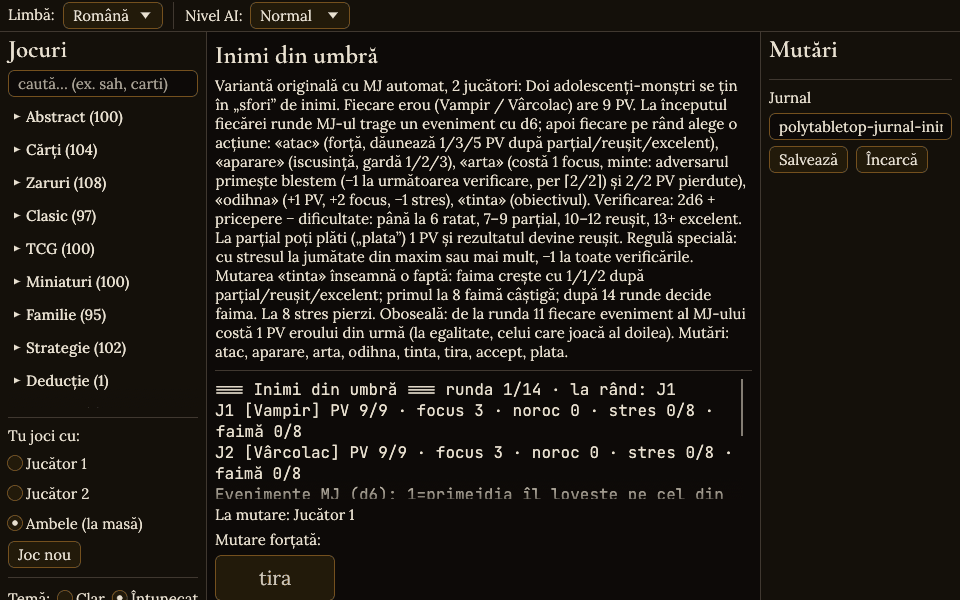 Limbă: Română ▼ Nivel AI: Normal ▼
Jocuri
caută... (ex. sah, carti)
▸ Abstract (100)
▸ Cărți (104)
▸ Zaruri (108)
▸ Clasic (97)
▸ TCG (100)
▸ Miniaturi (100)
▸ Familie (95)
▸ Strategie (102)
▸ Deducție (1)
Tu joci cu:
Jucător 1
Jucător 2
Ambele (la masă)
Joc nou
Temă: Clar Întunecat
Inimi din umbră
Variantă originală cu MJ automat, 2 jucători: Doi adolescenți-monștri se țin
în „sfori” de inimi. Fiecare erou (Vampir / Vârcolac) are 9 PV. La începutul
fiecărei runde MJ-ul trage un eveniment cu d6; apoi fiecare pe rând alege o
acțiune: «atac» (forță, dăunează 1/3/5 PV după parțial/reușit/excelent),
«aparare» (iscusință, gardă 1/2/3), «arta» (costă 1 focus, minte: adversarul
primește blestem (−1 la următoarea verificare, per ⌈2/2⌉) și 2/2 PV pierdute),
«odihna» (+1 PV, +2 focus, −1 stres), «tinta» (obiectivul). Verificarea: 2d6 +
pricepere − dificultate: până la 6 ratat, 7–9 parțial, 10–12 reușit, 13+ excelent.
La parțial poți plăti („plata”) 1 PV și rezultatul devine reușit. Regulă specială:
cu stresul la jumătate din maxim sau mai mult, −1 la toate verificările.
Mutarea «tinta» înseamnă o faptă: faima crește cu 1/1/2 după
parțial/reușit/excelent; primul la 8 faimă câștigă; după 14 runde decide
faima. La 8 stres pierzi. Oboseală: de la runda 11 fiecare eveniment al MJ-ului
costă 1 PV eroului din urmă (la egalitate, celui care joacă al doilea). Mutări:
atac, aparare, arta, odihna, tinta, tira, accept, plata.
═══ Inimi din umbră ═══ runda 1/14 · la rând: J1
J1 [Vampir] PV 9/9 · focus 3 · noroc 0 · stres 0/8 ·
faimă 0/8
J2 [Vârcolac] PV 9/9 · focus 3 · noroc 0 · stres 0/8 ·
faimă 0/8
Evenimente MJ (d6): 1=primejdia îl lovește pe cel din
La mutare: Jucător 1
Mutare forțată:
tira
Mutări
Jurnal
polytabletop-jurnal-inir
Salvează Încarcă